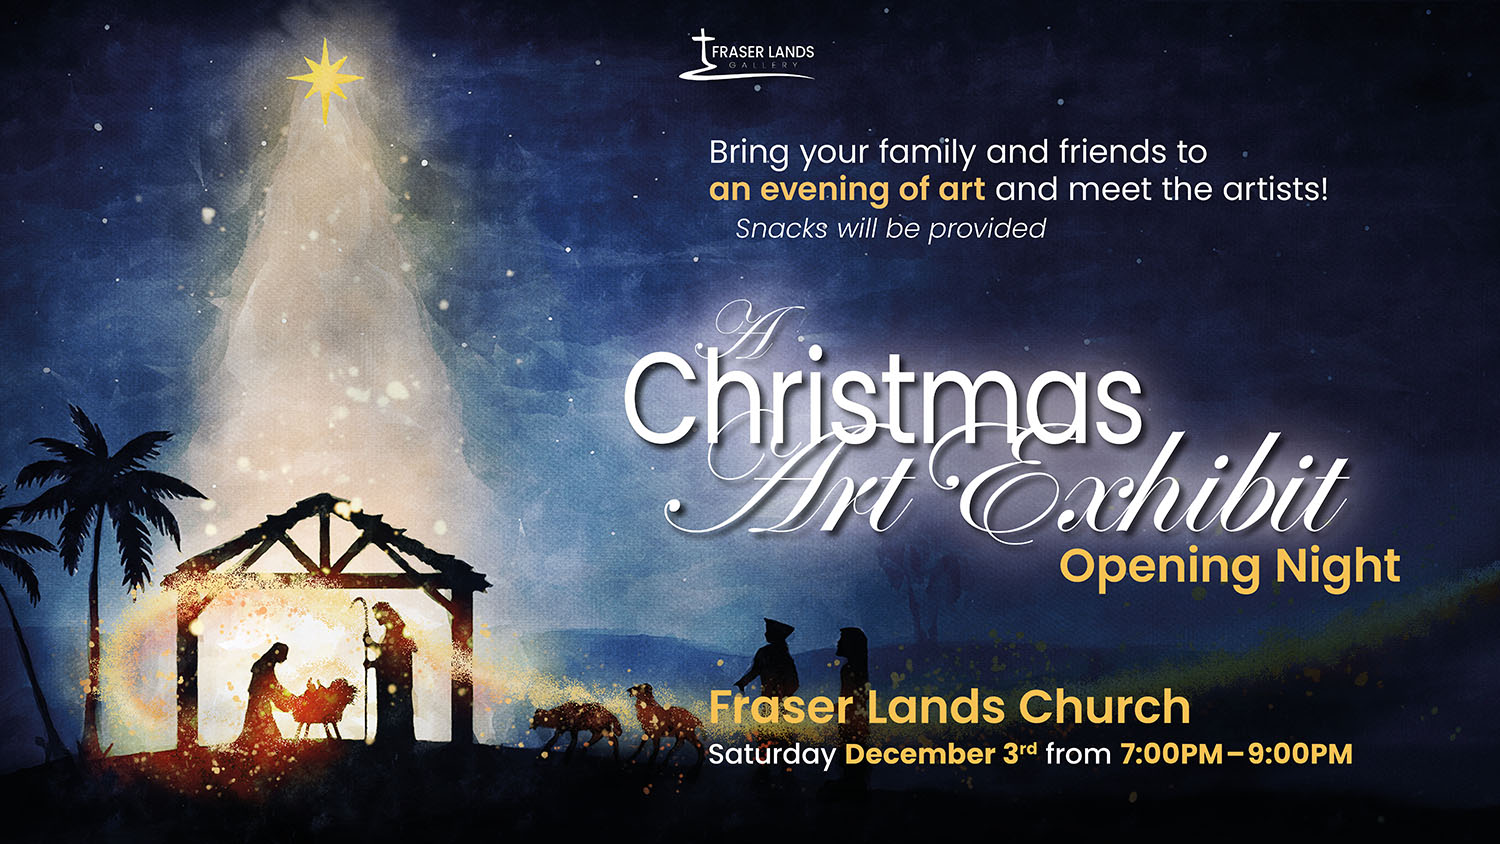 FRASER LANDS
GALLERY
Bring your family and friends to
an evening of art and meet the artists!
Snacks will be provided
A
Christmas
Art Exhibit
Opening Night
Fraser Lands Church
Saturday December 3rd from 7:00PM–9:00PM